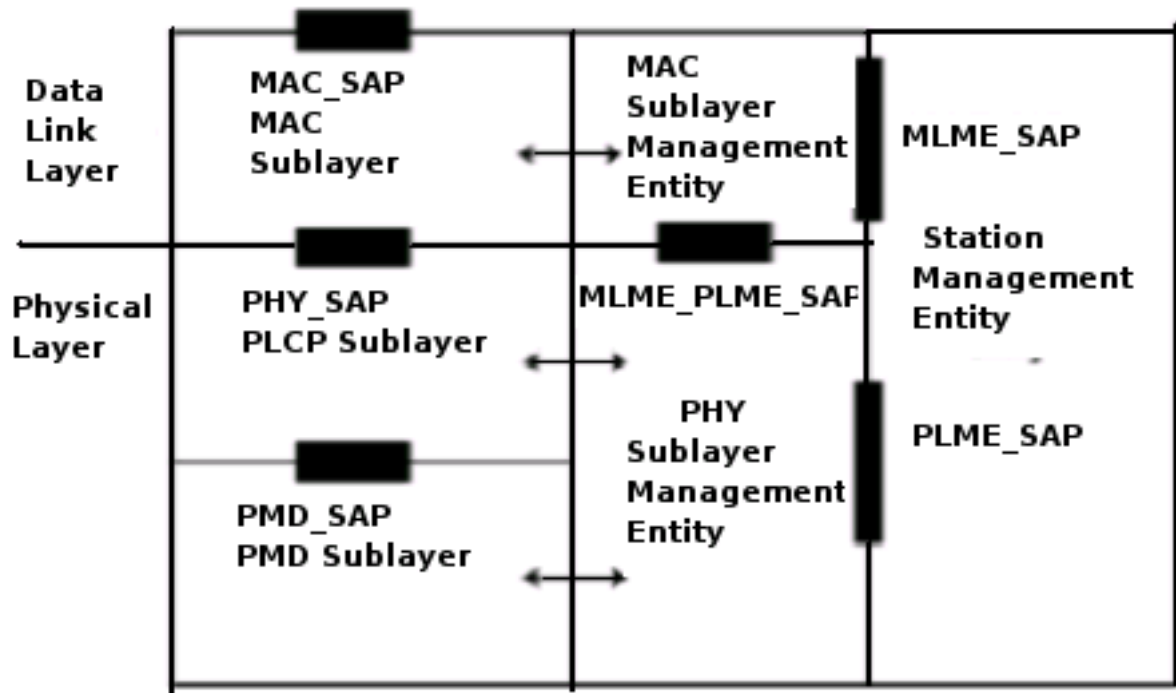 Data
Link
Layer
MAC_SAP
MAC
Sublayer
MAC
Sublayer
Management
Entity
MLME_SAP
Station
Management
Entity
Physical
Layer
PHY_SAP
PLCP Sublayer
MLME_PLME_SAP
PHY
Sublayer
Management
Entity
PLME_SAP
PMD_SAP
PMD Sublayer